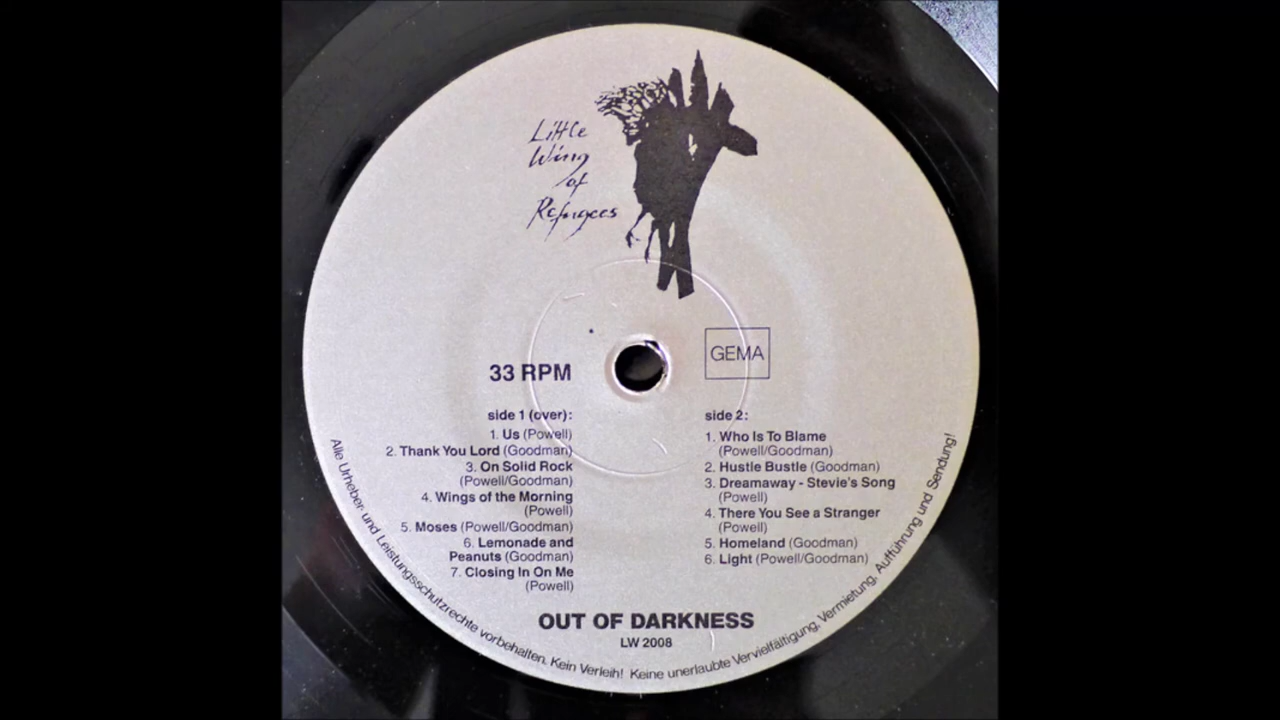 Little
Wing
of
Refugees
GEMA
33 RPM
side 1 (over):
1. Us (Powell)
2. Thank You Lord (Goodman)
3. On Solid Rock
(Powell/Goodman)
4. Wings of the Morning
(Powell)
5. Moses (Powell/Goodman)
6. Lemonade and
Peanuts (Goodman)
7. Closing In On Me
(Powell)
side 2:
1. Who Is To Blame
(Powell/Goodman)
2. Hustle Bustle (Goodman)
3. Dreamaway - Stevie's Song
(Powell)
4. There You See a Stranger
(Powell)
5. Homeland (Goodman)
6. Light (Powell/Goodman)
OUT OF DARKNESS
LW 2008
Alle Urheber- und Leistungsschutzrechte vorbehalten. Kein Verleih! Keine unerlaubte Vervielfältigung, Vermietung, Aufführung und Sendung!